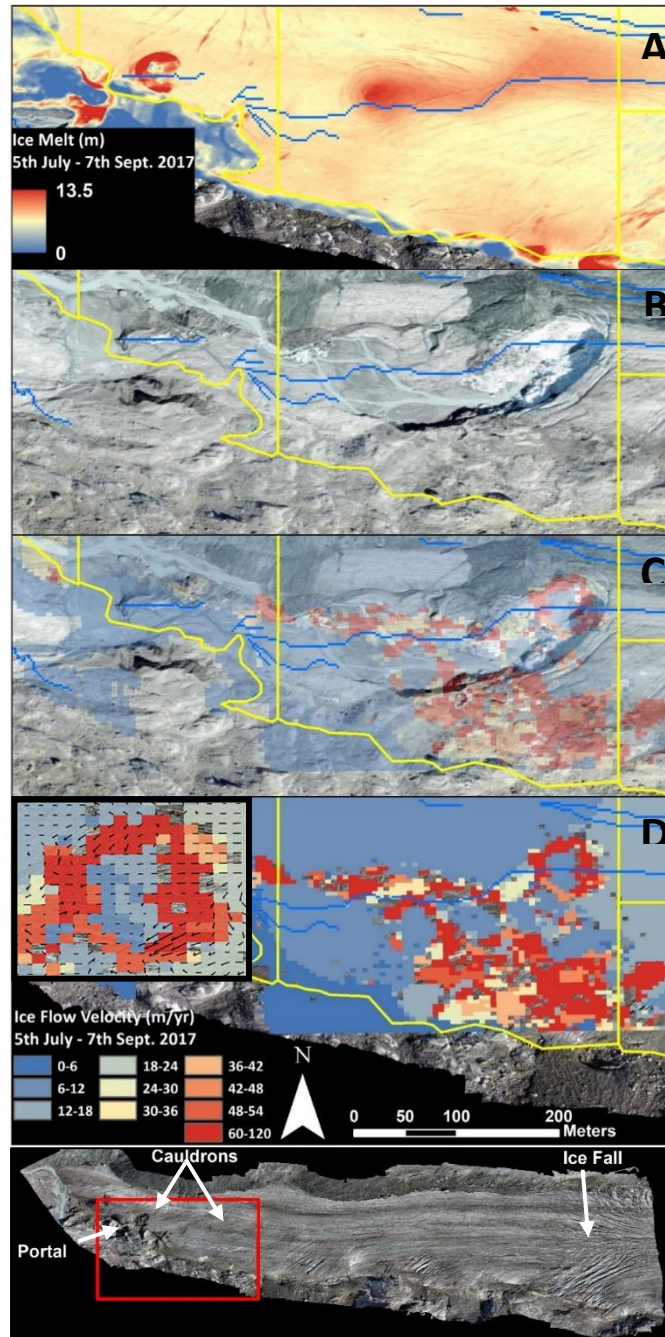 A
Ice Melt (m)
5th July - 7th Sept. 2017
13.5
0
B
C
D
Ice Flow Velocity (m/yr)
5th July - 7th Sept. 2017
0-6
18-24
36-42
6-12
24-30
42-48
12-18
30-36
48-54
60-120
N
0
50
100
200
Meters
Cauldrons
Ice Fall
Portal